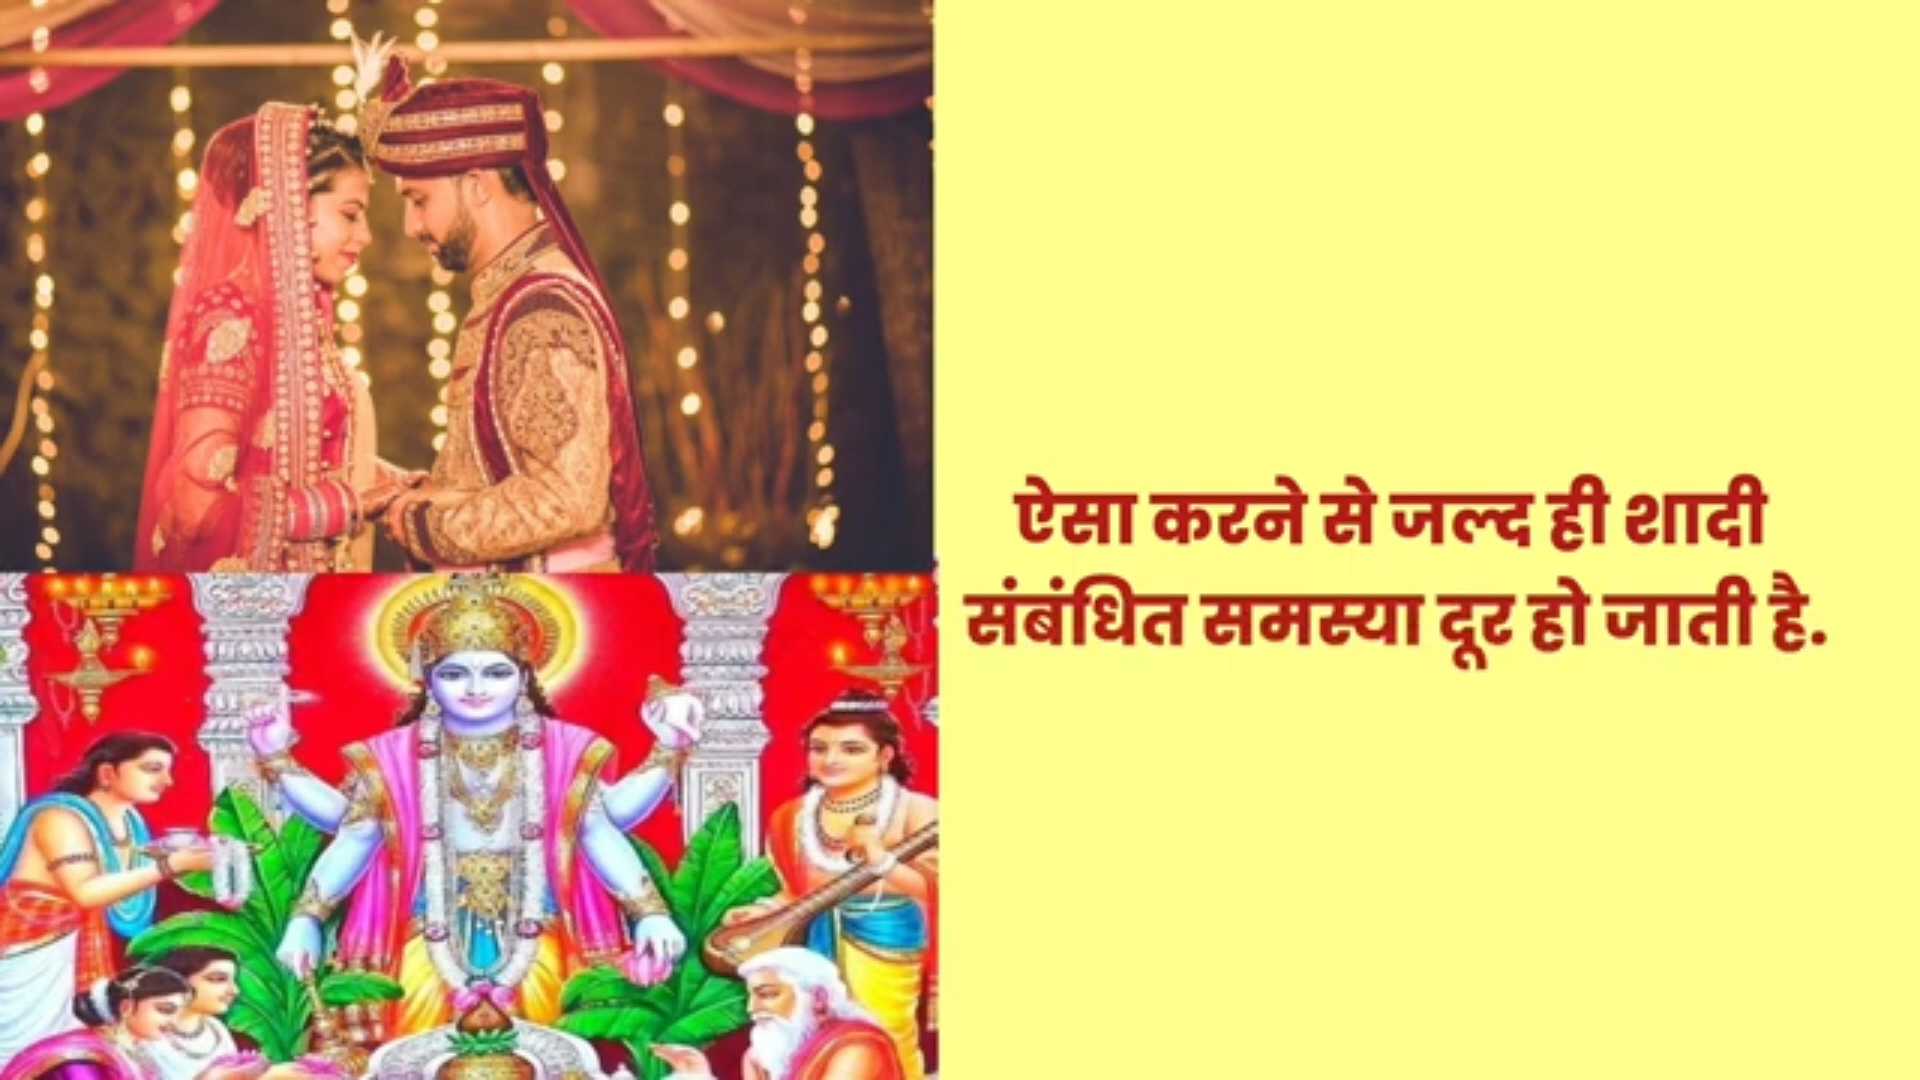 ऐसा करने से जल्द ही शादी
संबंधित समस्या दूर हो जाती है.